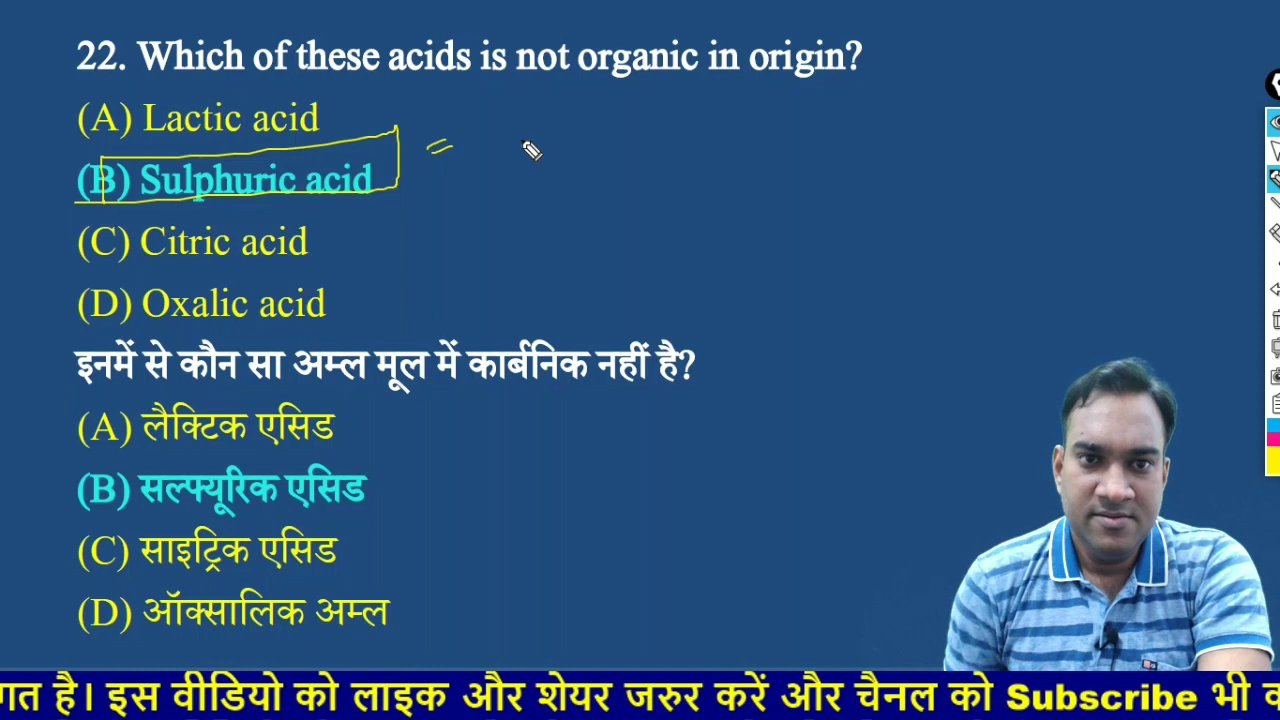 22. Which of these acids is not organic in origin?
(A) Lactic acid
(B) Sulphuric acid
=
(C) Citric acid
(D) Oxalic acid
इनमें से कौन सा अम्ल मूल में कार्बनिक नहीं है?
(A) लैक्टिक एसिड
(B) सल्फ्यूरिक एसिड
(C) साइट्रिक एसिड
(D) ऑक्सालिक अम्ल
गत है। इस वीडियो को लाइक और शेयर जरुर करें और चैनल को Subscribe भी